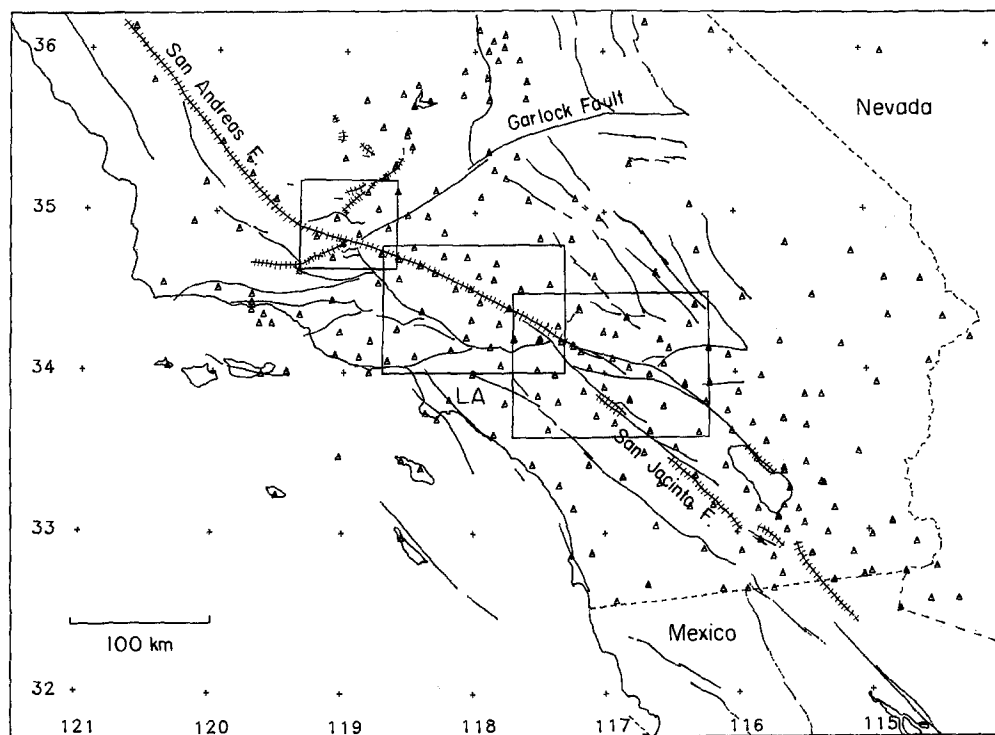 36
San Andreas F.
Garlock Fault
Nevada
35
34
LA
San Jacinta F.
33
100 km
Mexico
32
121 120 119 118 117 116 115